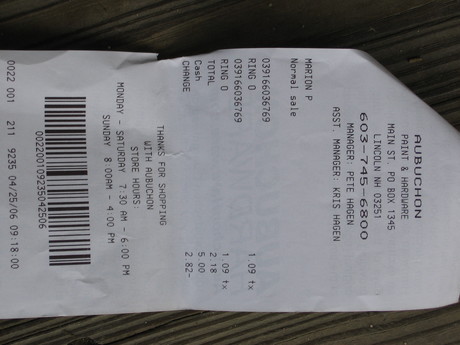 AUBUCHON
PAINT & HARDWARE
MAIN ST. PO BOX 1345
LINCOLN NH 03251
603-745-6800
MANAGER: PETE HAGEN
ASST. MANAGER: KRIS HAGEN
MARION P
Normal sale
039166036769
RING O 1.09 tx
039166036769
RING O 1.09 tx
TOTAL 2.18
Cash 5.00
CHANGE 2.82-
THANKS FOR SHOPPING
WITH AUBUCHON
STORE HOURS:
MONDAY - SATURDAY 7:30 AM - 6:00 PM
SUNDAY 8:00AM - 4:00 PM
002200109235042506
0022 001 211 9235 04/25/06 09:18:00